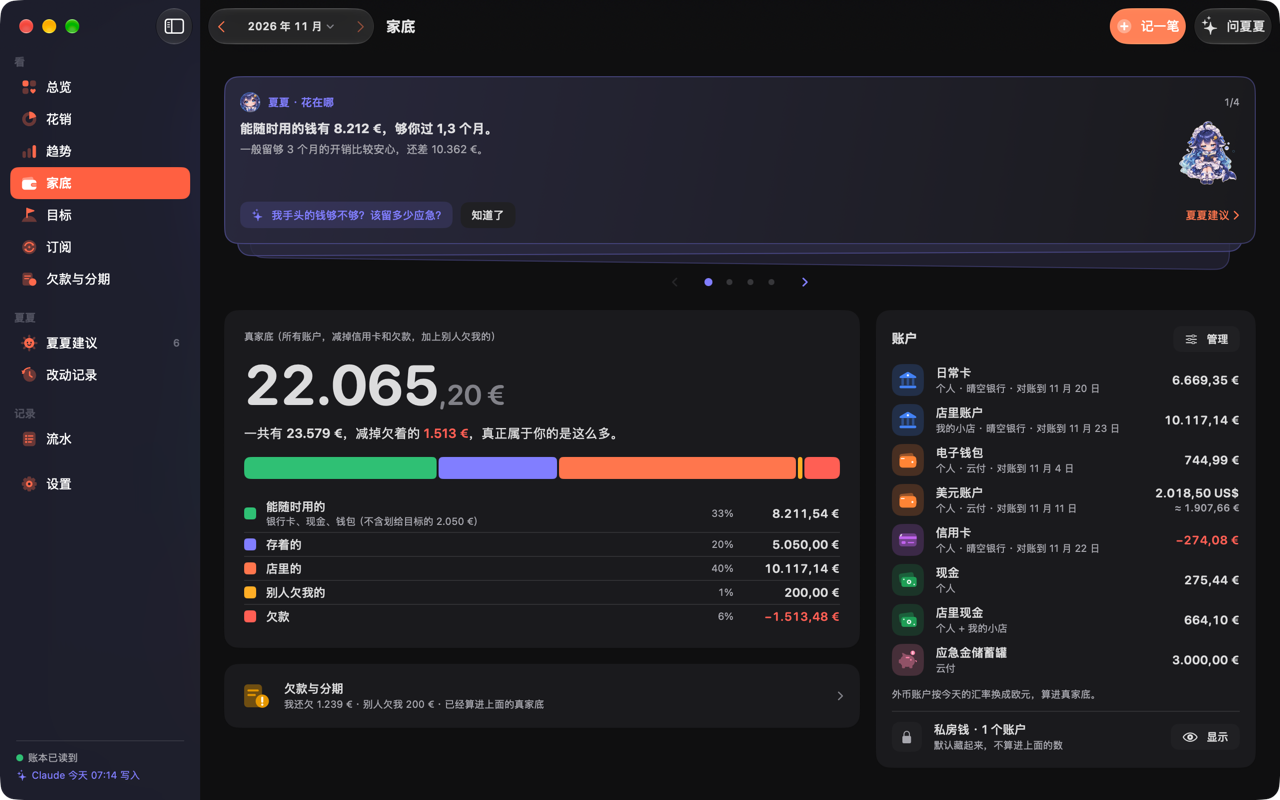 2026 年 11 月
家底
记一笔
问夏夏
看
总览
花销
趋势
家底
目标
订阅
欠款与分期
夏夏
夏夏建议
6
改动记录
记录
流水
设置
账本已读到
Claude 今天 07:14 写入
夏夏 · 花在哪
1/4
能随时用的钱有 8.212 €，够你过 1,3 个月。
一般留够 3 个月的开销比较安心，还差 10.362 €。
我手头的钱够不够？该留多少应急？
知道了
夏夏建议
真家底（所有账户，减掉信用卡和欠款，加上别人欠我的）
22.065,20 €
一共有 23.579 €，减掉欠着的 1.513 €，真正属于你的是这么多。
能随时用的
银行卡、现金、钱包（不含划给目标的 2.050 €）
33%
8.211,54 €
存着的
20%
5.050,00 €
店里的
40%
10.117,14 €
别人欠我的
1%
200,00 €
欠款
6%
−1.513,48 €
欠款与分期
我还欠 1.239 € · 别人欠我 200 € · 已经算进上面的真家底
账户
管理
日常卡
个人 · 晴空银行 · 对账到 11 月 20 日
6.669,35 €
店里账户
我的小店 · 晴空银行 · 对账到 11 月 23 日
10.117,14 €
电子钱包
个人 · 云付 · 对账到 11 月 4 日
744,99 €
美元账户
个人 · 云付 · 对账到 11 月 11 日
2.018,50 US$
≈ 1.907,66 €
信用卡
个人 · 晴空银行 · 对账到 11 月 22 日
−274,08 €
现金
个人
275,44 €
店里现金
个人 + 我的小店
664,10 €
应急金储蓄罐
云付
3.000,00 €
外币账户按今天的汇率换成欧元，算进真家底。
私房钱 · 1 个账户
默认藏起来，不算进上面的数
显示